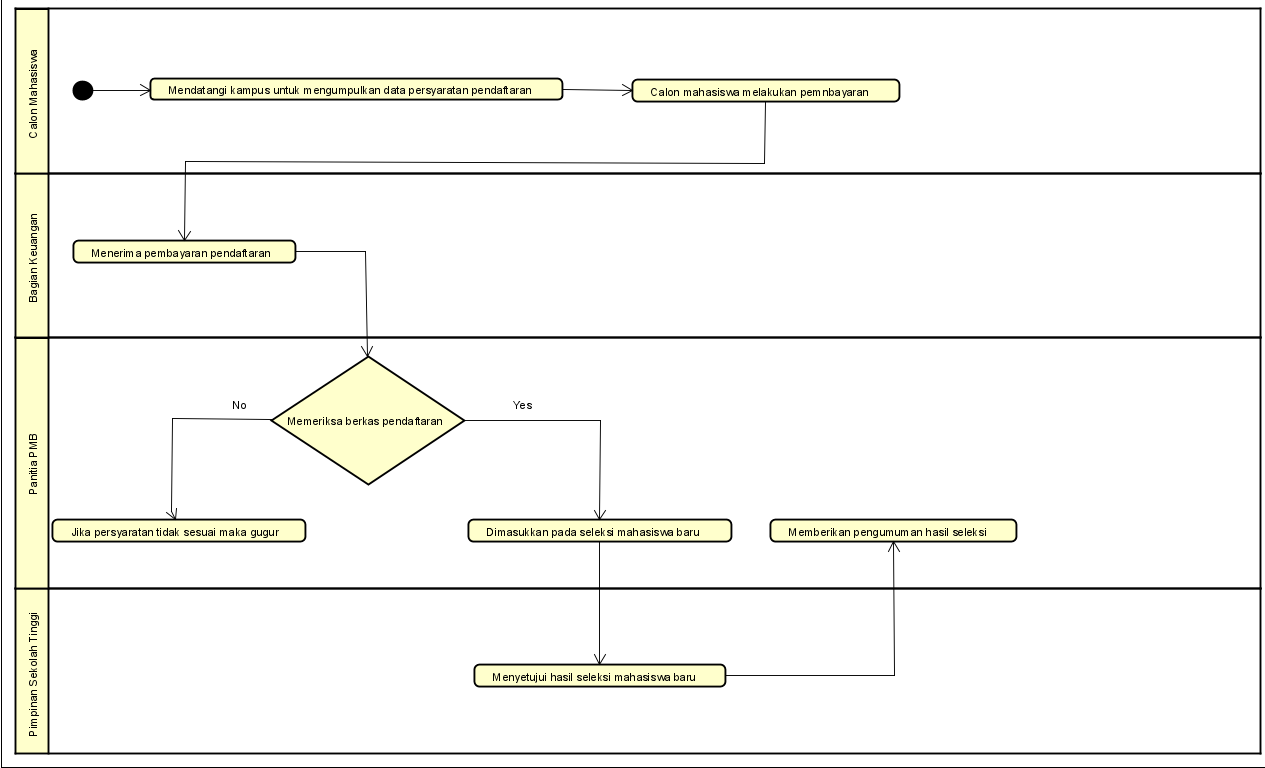 Calon Mahasiswa
Mendatangi kampus untuk mengumpulkan data persyaratan pendaftaran
Calon mahasiswa melakukan pemnbayaran
Bagian Keuangan
Menerima pembayaran pendaftaran
Panitia PMB
No
Yes
Memeriksa berkas pendaftaran
Jika persyaratan tidak sesuai maka gugur
Dimasukkan pada seleksi mahasiswa baru
Memberikan pengumuman hasil seleksi
Pimpinan Sekolah Tinggi
Menyetujui hasil seleksi mahasiswa baru